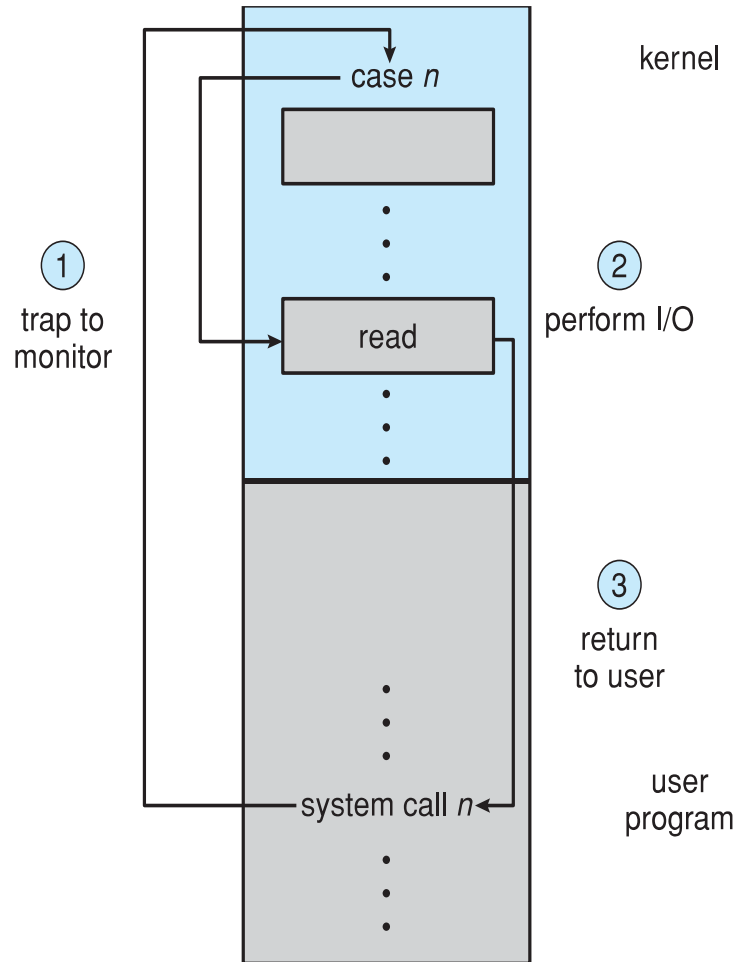 kernel
case n
1
trap to
monitor
2
perform I/O
read
3
return
to user
system call n
user
program